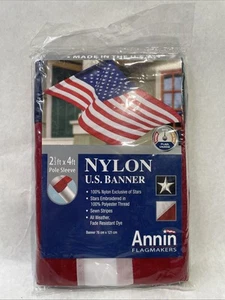 MADE IN THE U.S.A.
2½ft x 4ft
Pole Sleeve
NYLON
U.S. BANNER
• 100% Nylon Exclusive of Stars
• Stars Embroidered in
100% Polyester Thread
• Sewn Stripes
• All Weather,
Fade Resistant Dye
Annin
FLAGMAKERS